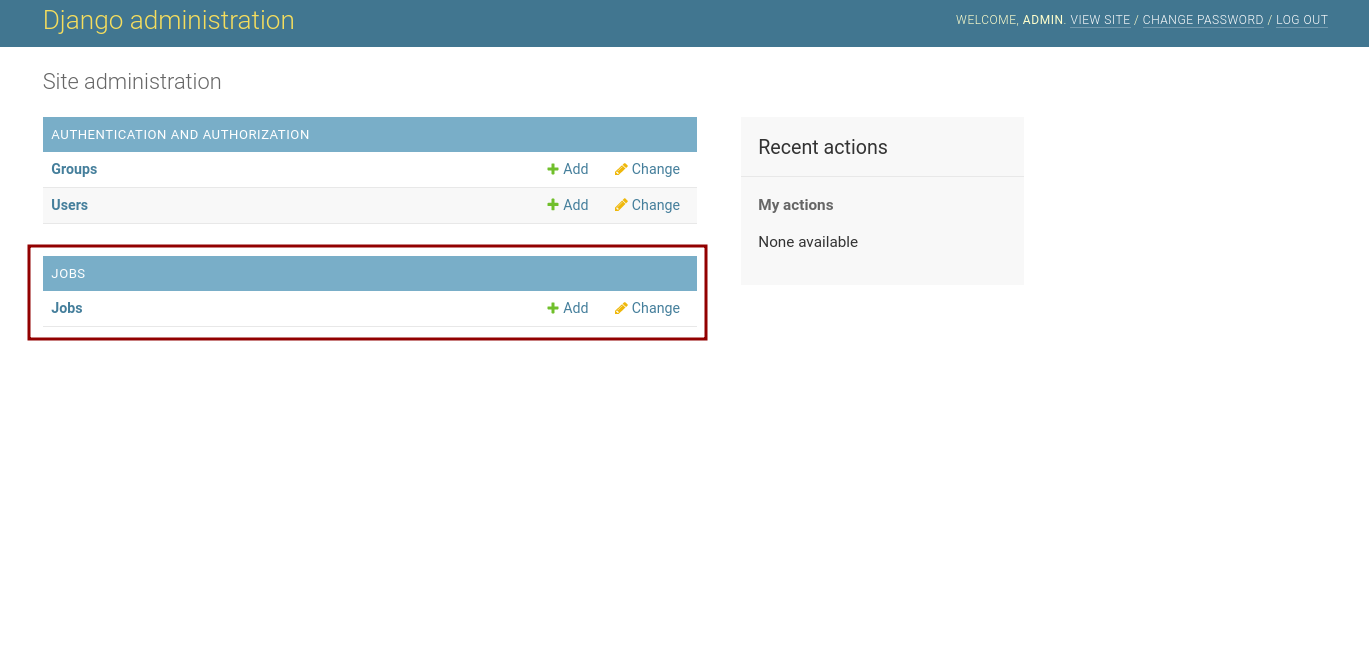 Django administration
WELCOME, ADMIN. VIEW SITE / CHANGE PASSWORD / LOG OUT
Site administration
AUTHENTICATION AND AUTHORIZATION
Groups Add Change
Users Add Change
JOBS
Jobs Add Change
Recent actions
My actions
None available